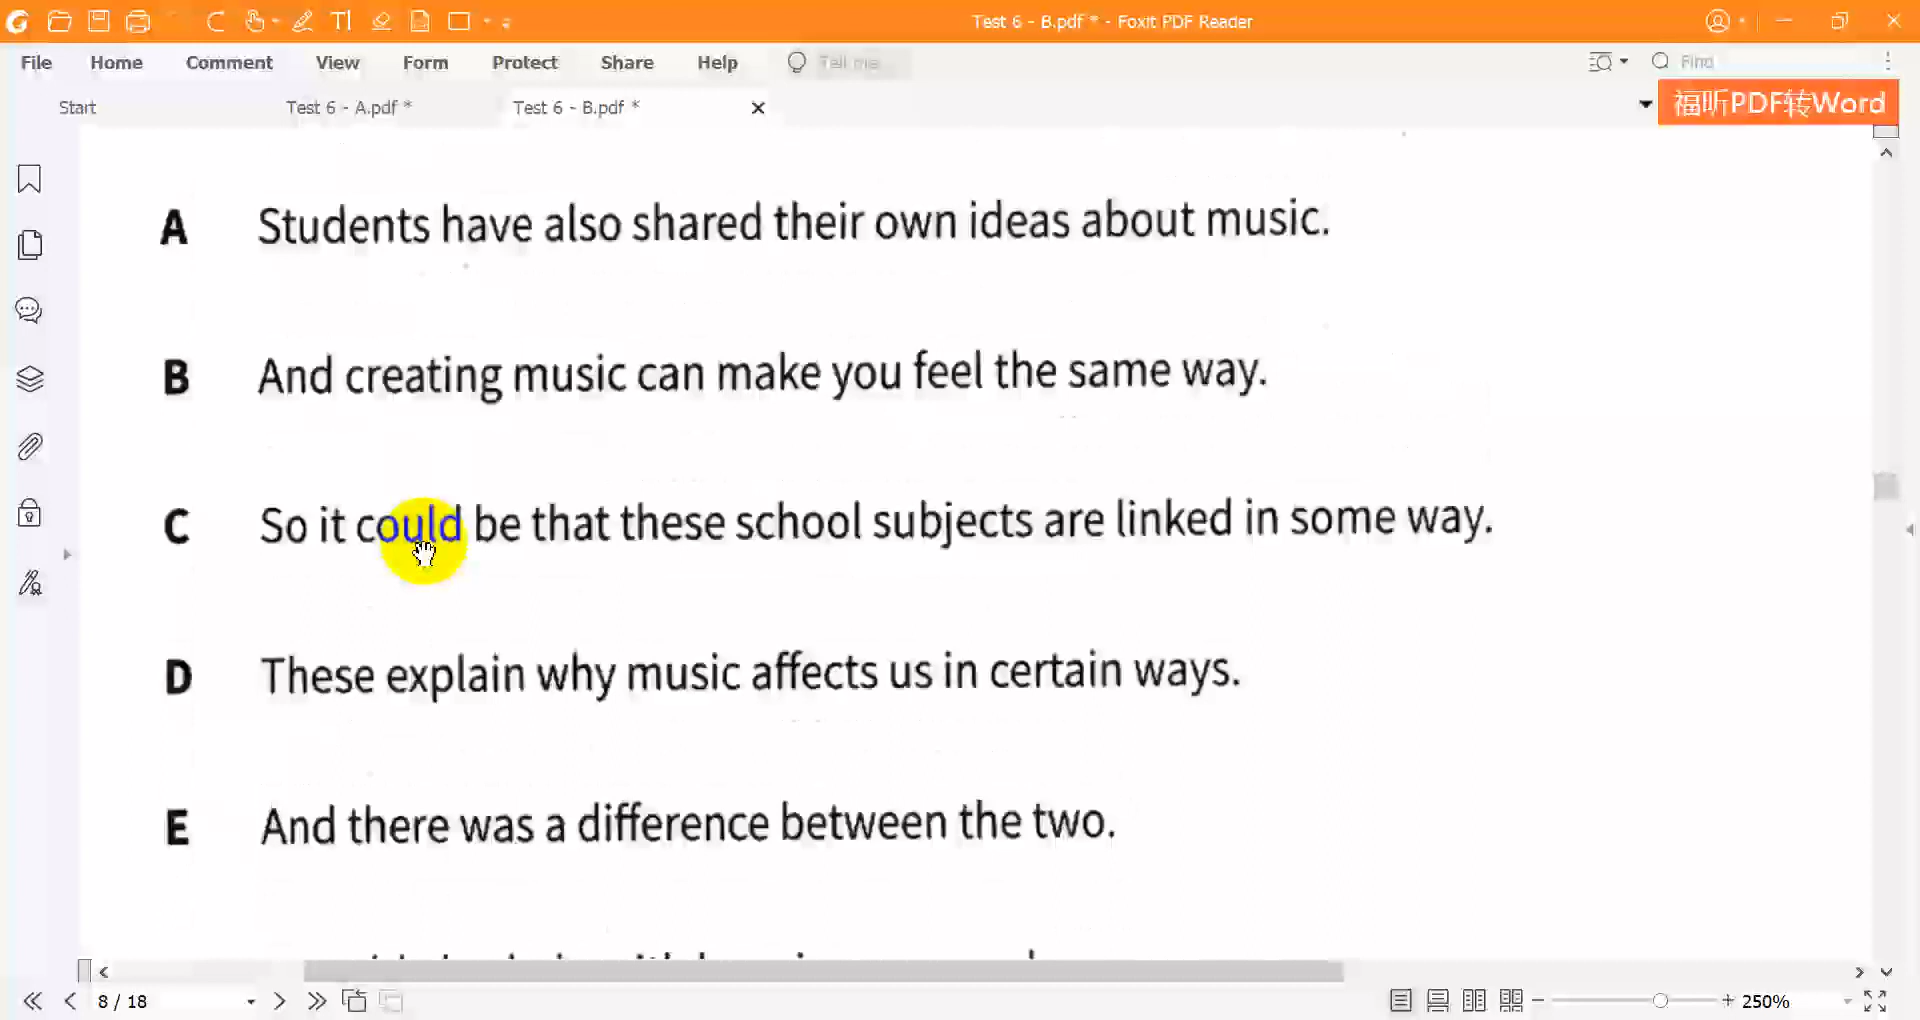 Test 6 - B.pdf * - Foxit PDF Reader
File Home Comment View Form Protect Share Help Tell me... Find
Start Test 6 - A.pdf * Test 6 - B.pdf * 福昕PDF转Word
A Students have also shared their own ideas about music.
B And creating music can make you feel the same way.
C So it could be that these school subjects are linked in some way.
D These explain why music affects us in certain ways.
E And there was a difference between the two.
8 / 18 250%